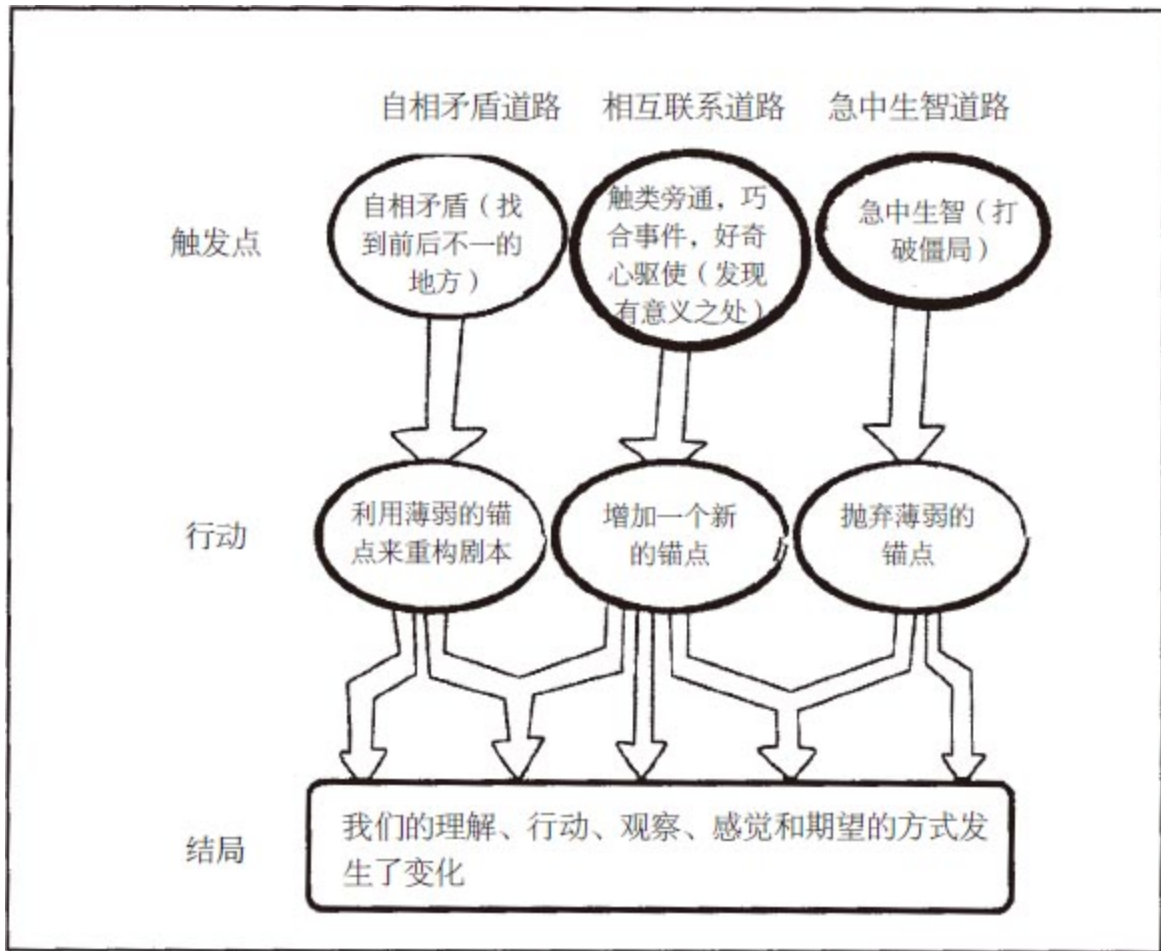 自相矛盾道路 相互联系道路 急中生智道路
触发点
自相矛盾（找
到前后不一的
地方）
触类旁通，巧
合事件，好奇
心驱使（发现
有意义之处）
急中生智（打
破僵局）
行动
利用薄弱的锚
点来重构剧本
增加一个新
的锚点
抛弃薄弱的
锚点
结局
我们的理解、行动、观察、感觉和期望的方式发
生了变化